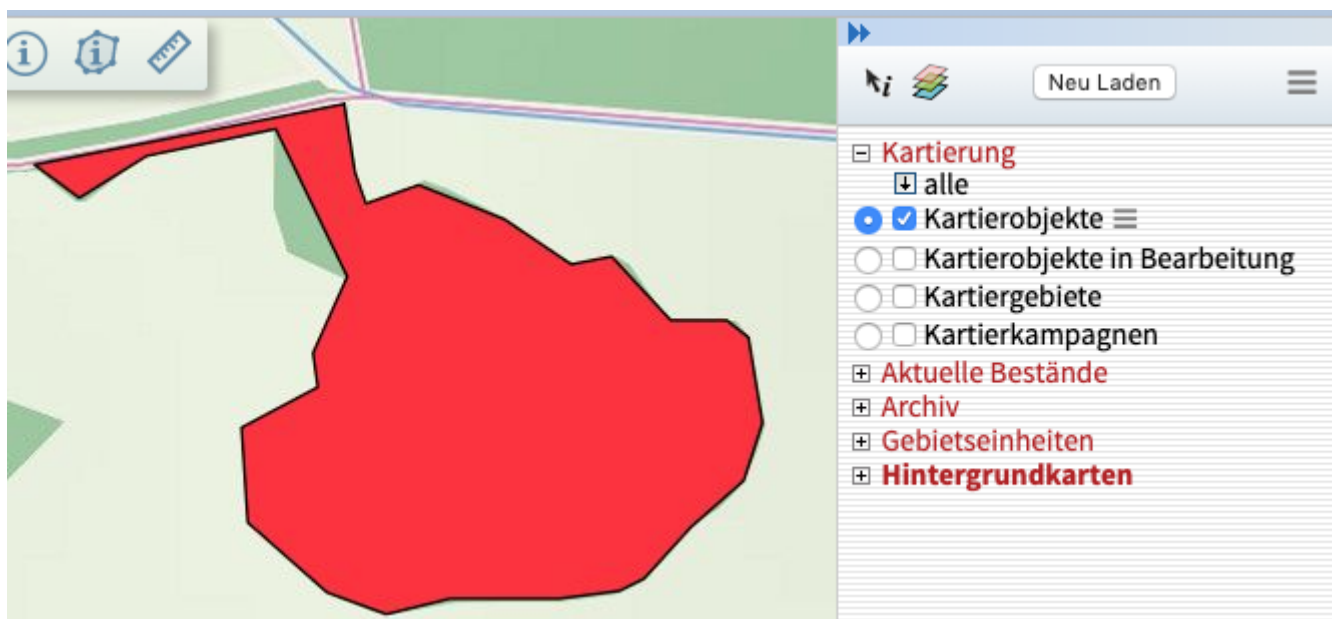 Neu Laden
Kartierung
alle
Kartierobjekte
Kartierobjekte in Bearbeitung
Kartiergebiete
Kartierkampagnen
Aktuelle Bestände
Archiv
Gebietseinheiten
Hintergrundkarten